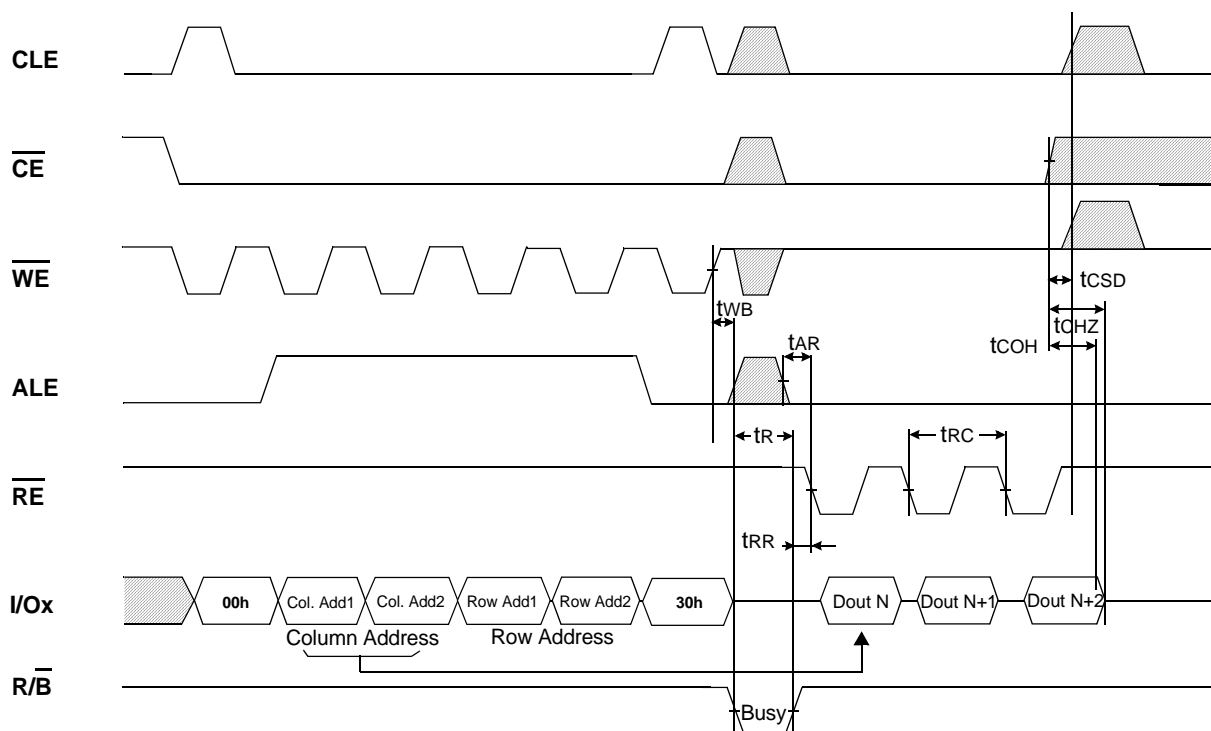 CLE
CE
WE
tCSD
tWB
tCHZ
tCOH
tAR
ALE
tR
tRC
RE
tRR
I/Ox
00h
Col. Add1
Col. Add2
Row Add1
Row Add2
30h
Dout N
Dout N+1
Dout N+2
Column Address
Row Address
R/B
Busy